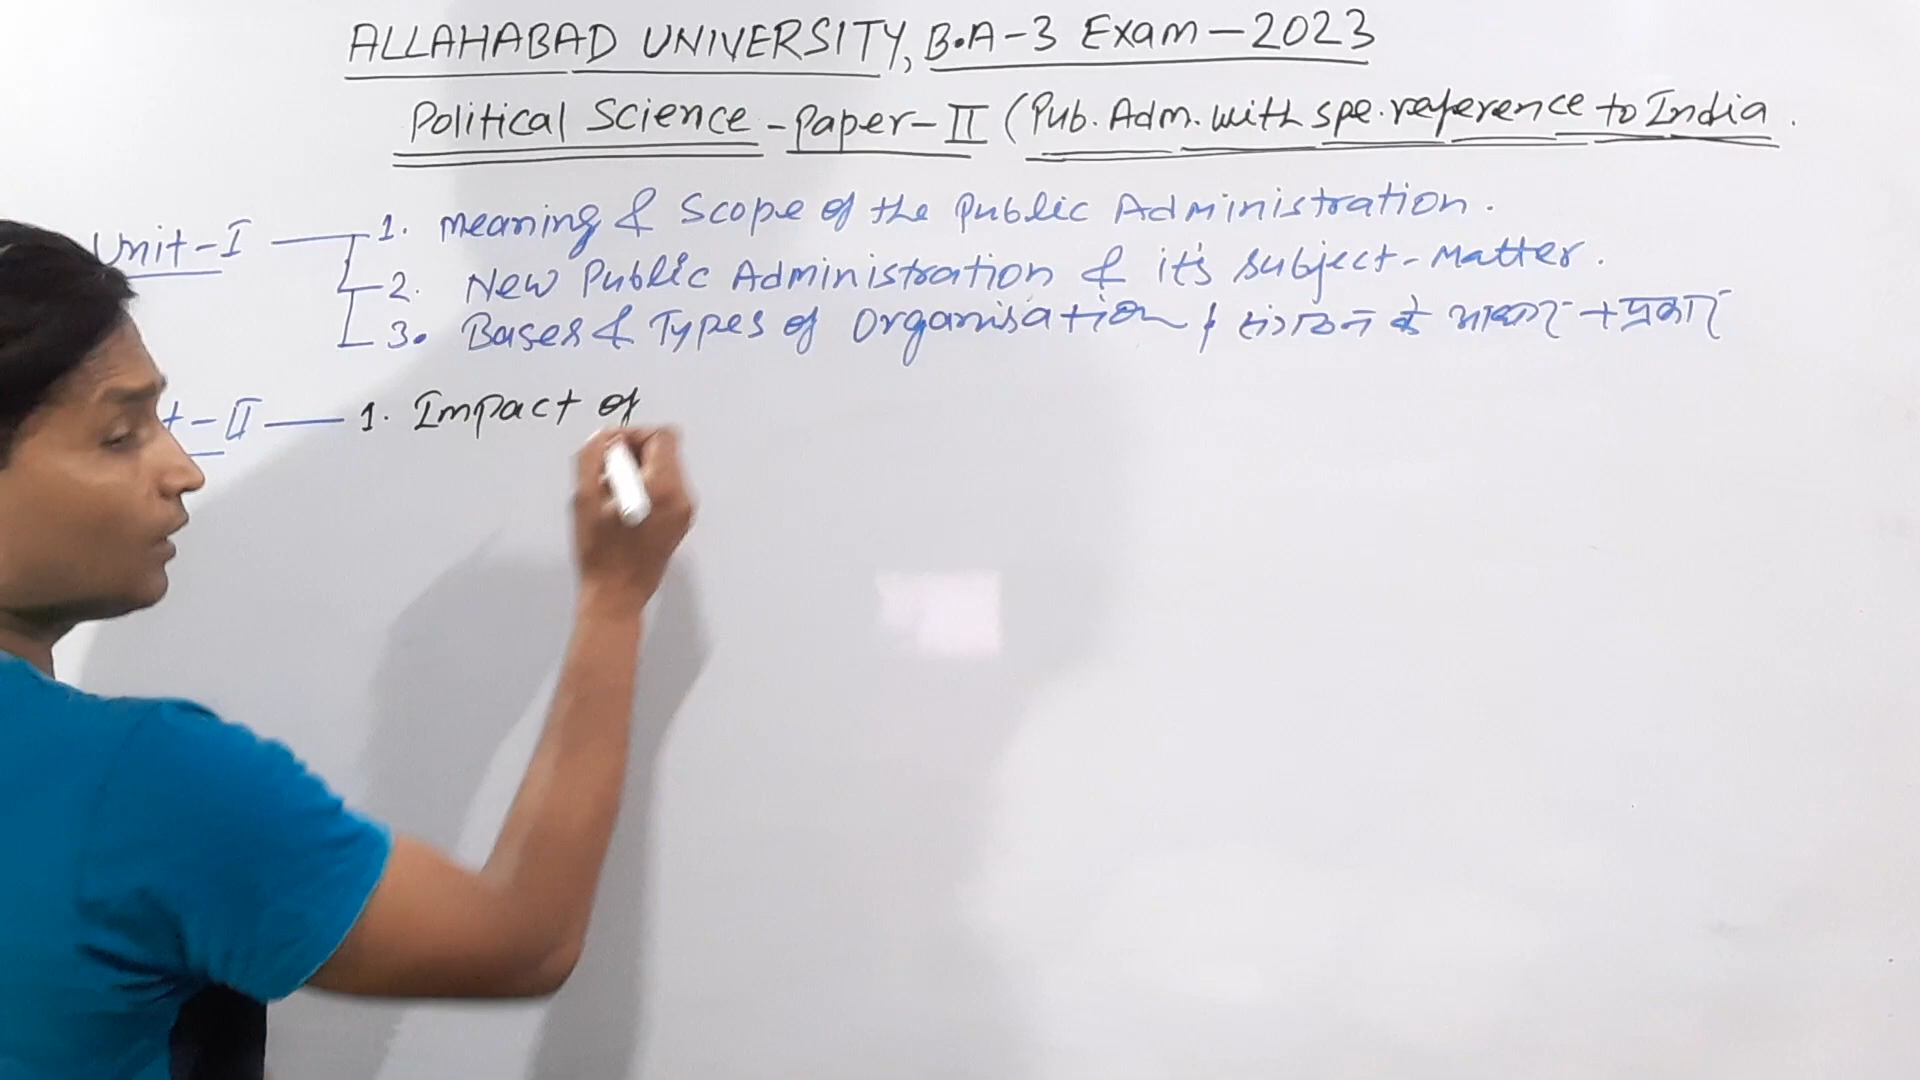 ALLAHABAD UNIVERSITY, B.A-3 Exam-2023
Political Science - Paper-II (Pub. Adm. with spe. reference to India.
Unit-I 1. Meaning & Scope of the Public Administration.
2. New Public Administration & it's subject-Matter.
3. Bases & Types of Organisation / संगठन के आकार + प्रकार
t-II 1. Impact of